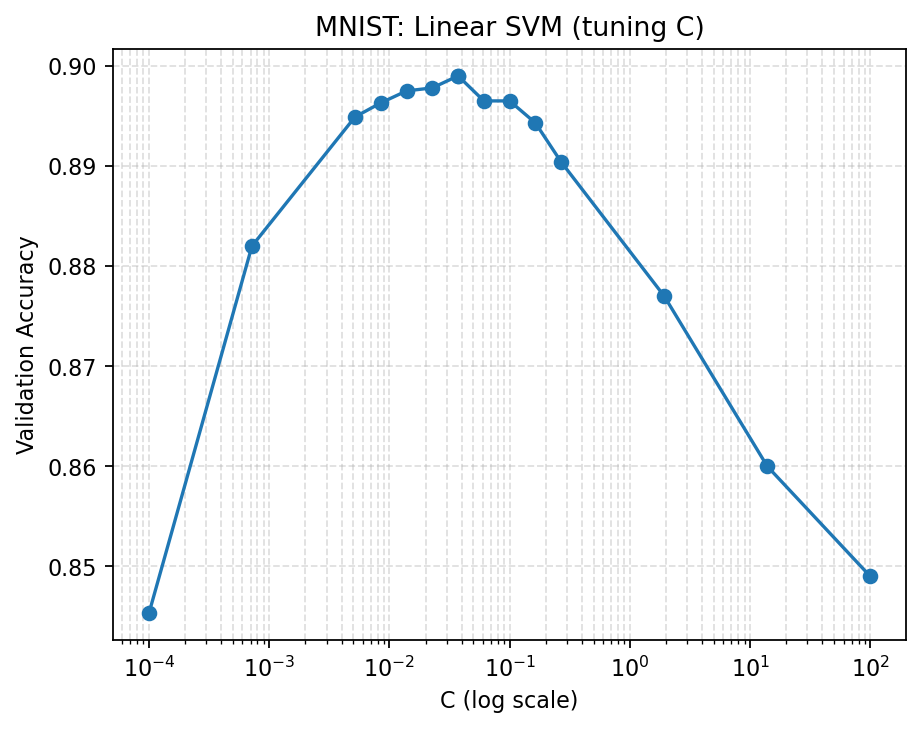 MNIST: Linear SVM (tuning C)
Validation Accuracy
0.90
0.89
0.88
0.87
0.86
0.85
10⁻⁴ 10⁻³ 10⁻² 10⁻¹ 10⁰ 10¹ 10²
C (log scale)